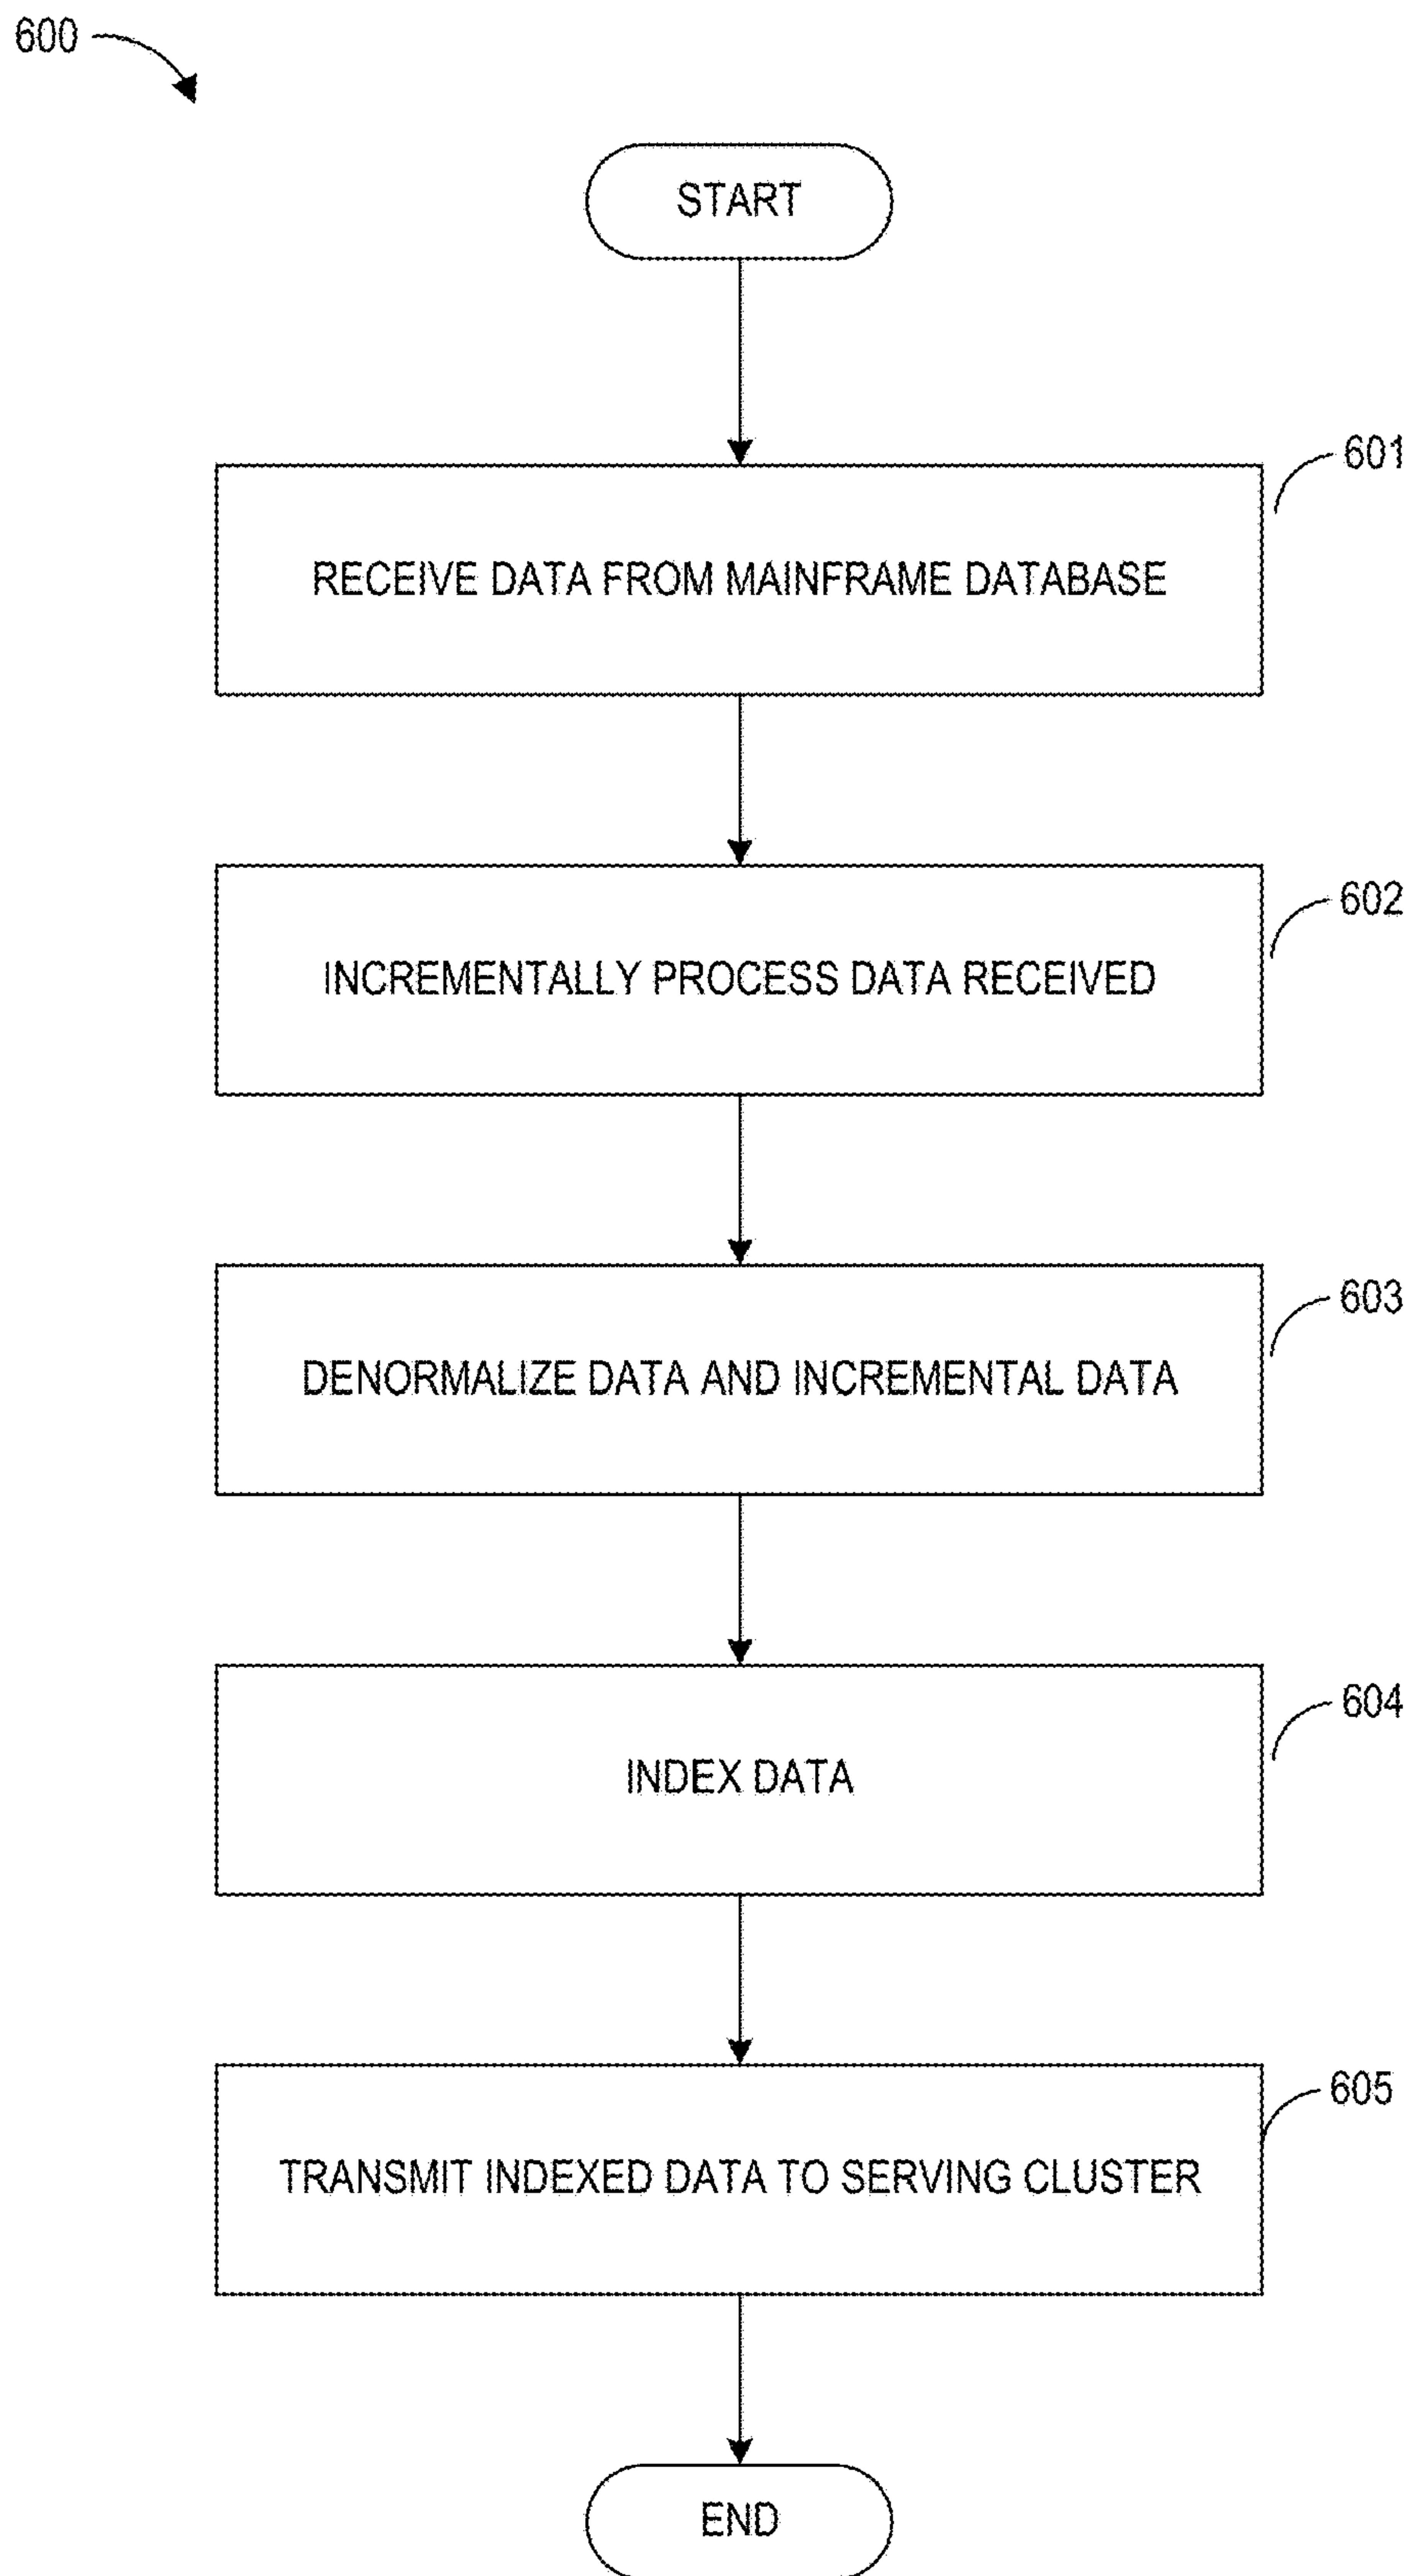 600
START
601
RECEIVE DATA FROM MAINFRAME DATABASE
602
INCREMENTALLY PROCESS DATA RECEIVED
603
DENORMALIZE DATA AND INCREMENTAL DATA
604
INDEX DATA
605
TRANSMIT INDEXED DATA TO SERVING CLUSTER
END